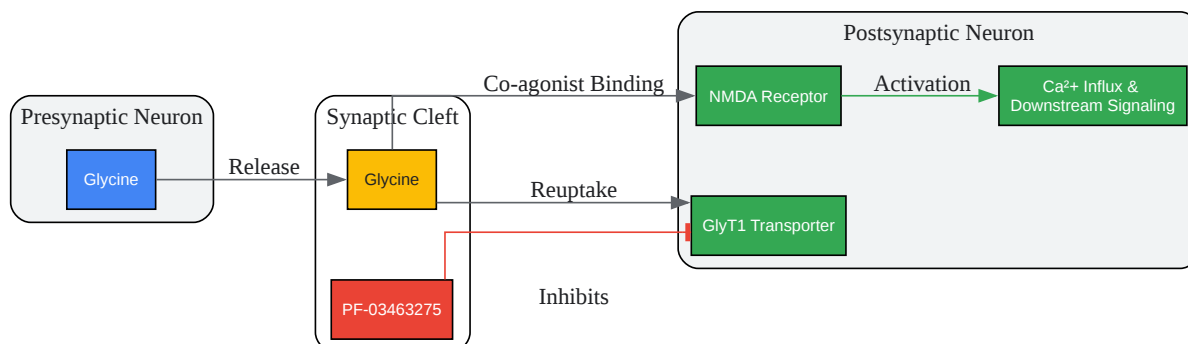 Postsynaptic Neuron
Co-agonist Binding
NMDA Receptor
Activation
Ca²+ Influx &
Downstream Signaling
Presynaptic Neuron
Synaptic Cleft
Glycine
Release
Glycine
Reuptake
GlyT1 Transporter
PF-03463275
Inhibits